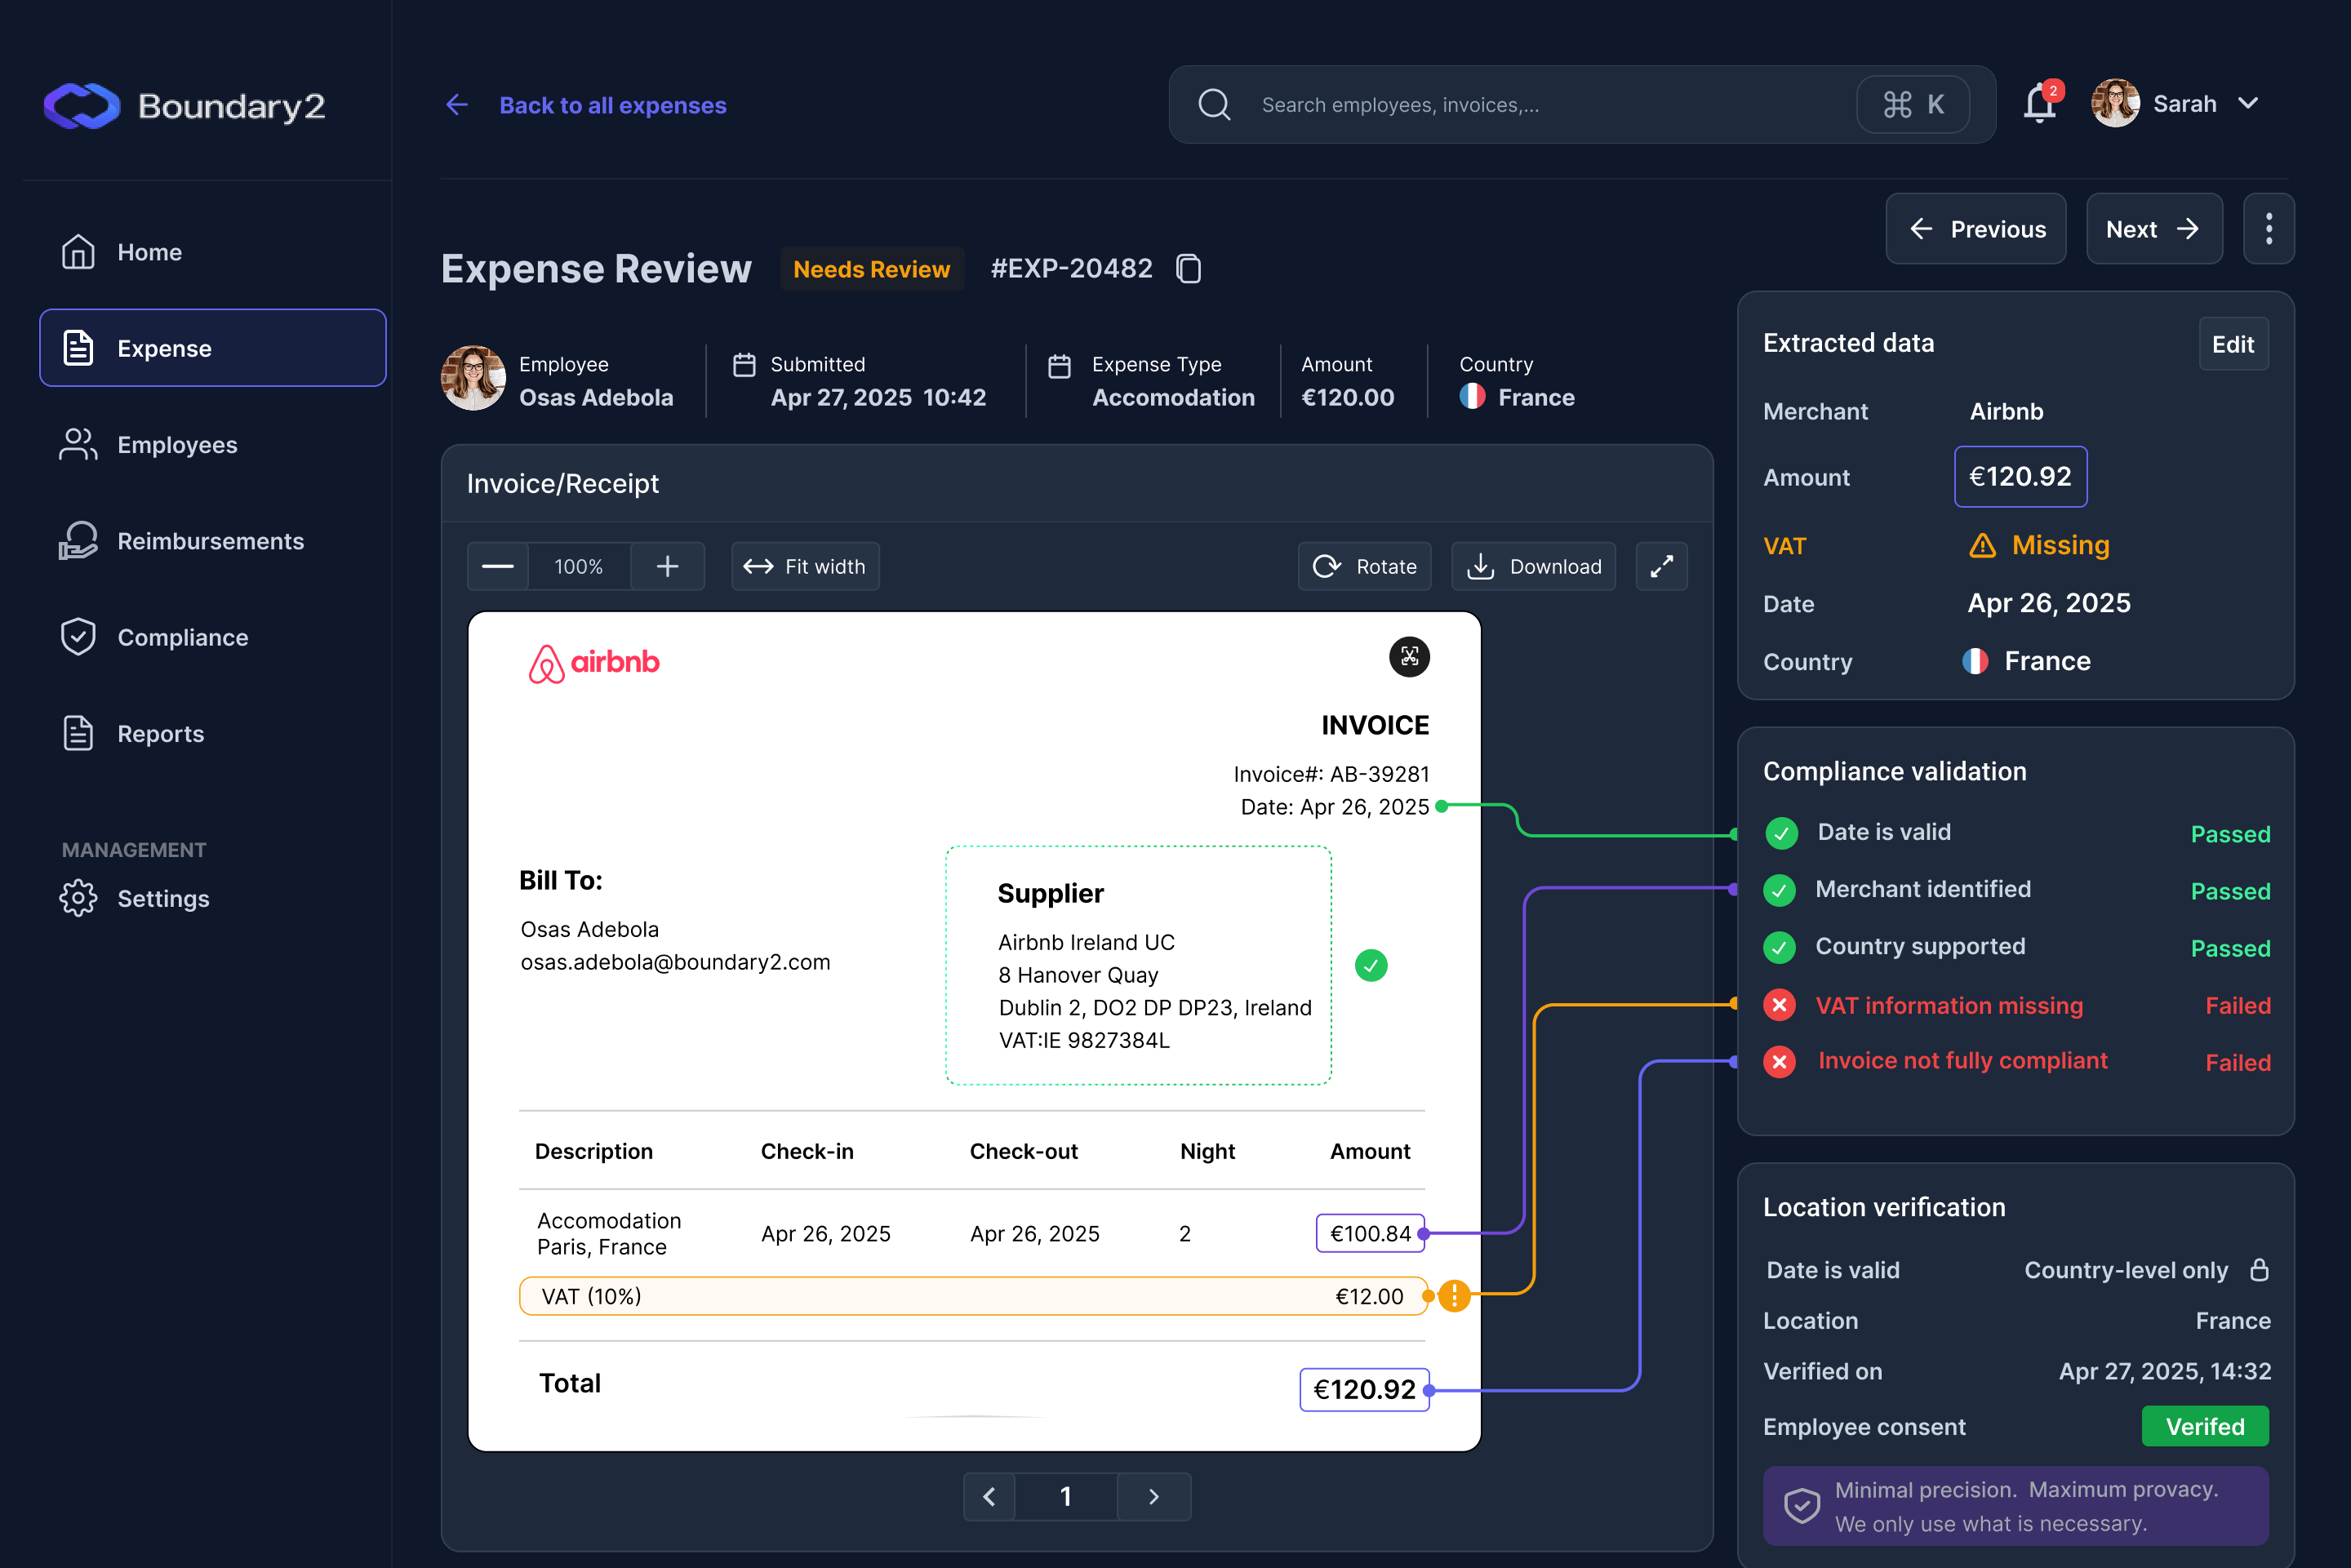 Boundary2
Back to all expenses
Search employees, invoices,...
⌘ K
2
Sarah
Home
Expense
Employees
Reimbursements
Compliance
Reports
MANAGEMENT
Settings
Previous
Next
Expense Review
Needs Review
#EXP-20482
Employee
Osas Adebola
Submitted
Apr 27, 2025 10:42
Expense Type
Accomodation
Amount
€120.00
Country
France
Invoice/Receipt
100%
Fit width
Rotate
Download
airbnb
INVOICE
Invoice#: AB-39281
Date: Apr 26, 2025
Bill To:
Osas Adebola
osas.adebola@boundary2.com
Supplier
Airbnb Ireland UC
8 Hanover Quay
Dublin 2, DO2 DP DP23, Ireland
VAT:IE 9827384L
Description Check-in Check-out Night Amount
Accomodation
Paris, France
Apr 26, 2025 Apr 26, 2025 2 €100.84
VAT (10%) €12.00
Total €120.92
1
Extracted data
Edit
Merchant Airbnb
Amount €120.92
VAT Missing
Date Apr 26, 2025
Country France
Compliance validation
Date is valid Passed
Merchant identified Passed
Country supported Passed
VAT information missing Failed
Invoice not fully compliant Failed
Location verification
Date is valid Country-level only
Location France
Verified on Apr 27, 2025, 14:32
Employee consent Verifed
Minimal precision. Maximum provacy.
We only use what is necessary.